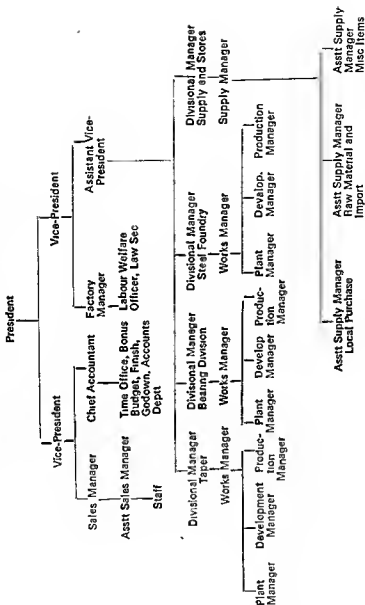 President
Vice-President
Vice-President
Sales Manager
Chief Accountant
Factory
Manager
Assistant Vice-
President
Asstt Sales Manager
Time Office, Bonus
Budget, Finish,
Godown, Accounts
Deptt
Labour Welfare
Officer, Law Sec
Staff
Divisional Manager
Taper
Divisional Manager
Bearing Division
Divisional Manager
Steel Foundry
Divisional Manager
Supply and Stores
Works Manager
Works Manager
Works Manager
Supply Manager
Plant
Manager
Development
Manager
Produc-
tion
Manager
Plant
Manager
Develop
Manager
Produc-
tion
Manager
Plant
Manager
Develop.
Manager
Production
Manager
Asstt Supply Manager
Local Purchase
Asstt Supply Manager
Raw Material and
Import
Asstt Supply
Manager
Misc Items